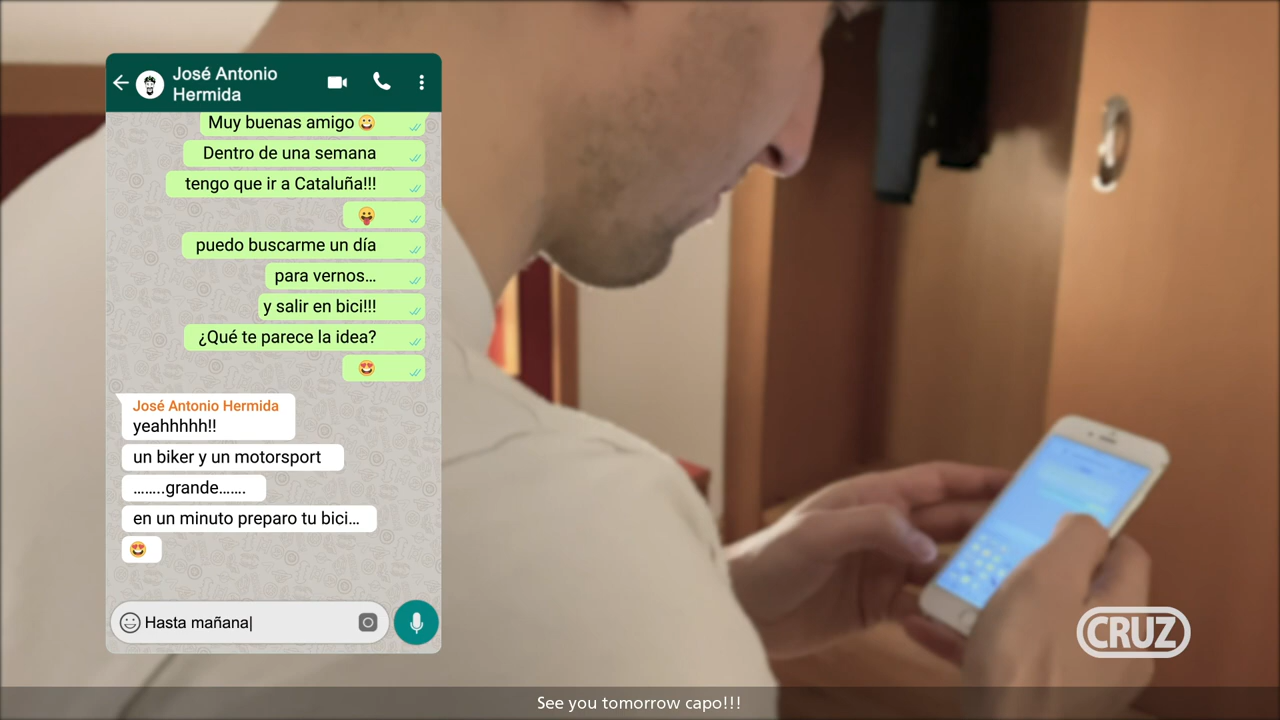 José Antonio
Hermida
Muy buenas amigo 😀
Dentro de una semana
tengo que ir a Cataluña!!!
😛
puedo buscarme un día
para vernos...
y salir en bici!!!
¿Qué te parece la idea?
😍
José Antonio Hermida
yeahhhhh!!
un biker y un motorsport
........grande.......
en un minuto preparo tu bici...
😍
Hasta mañana|
CRUZ
See you tomorrow capo!!!